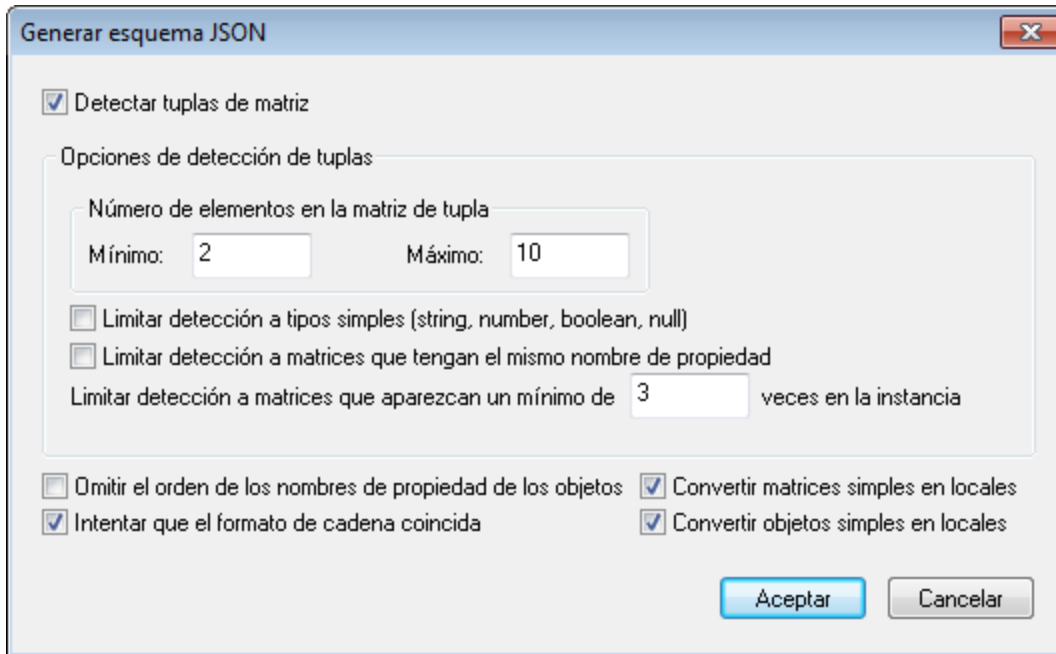 Generar esquema JSON
Detectar tuplas de matriz
Opciones de detección de tuplas
Número de elementos en la matriz de tupla
Mínimo: 2 Máximo: 10
Limitar detección a tipos simples (string, number, boolean, null)
Limitar detección a matrices que tengan el mismo nombre de propiedad
Limitar detección a matrices que aparezcan un mínimo de 3 veces en la instancia
Omitir el orden de los nombres de propiedad de los objetos Convertir matrices simples en locales
Intentar que el formato de cadena coincida Convertir objetos simples en locales
Aceptar Cancelar